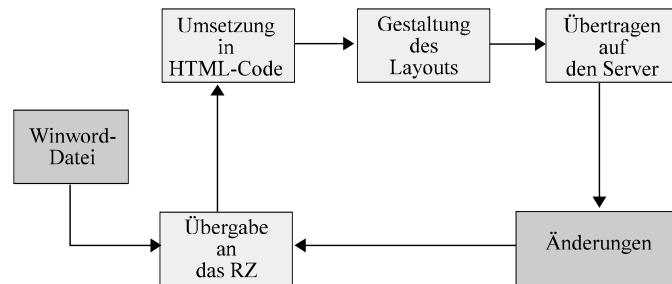 Umsetzung
in
HTML-Code
Gestaltung
des
Layouts
Übertragen
auf
den Server
Winword-
Datei
Übergabe
an
das RZ
Änderungen